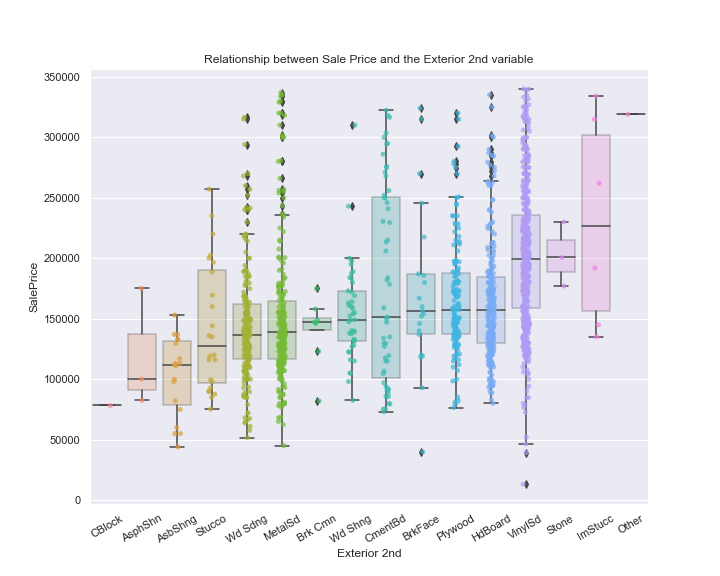 Relationship between Sale Price and the Exterior 2nd variable
350000
300000
250000
200000
150000
100000
50000
0
SalePrice
CBlock
AsphShn
AsbShng
Stucco
Wd Sdng
MetalSd
Brk Cmn
Wd Shng
CmentBd
BrkFace
Plywood
HdBoard
VinylSd
Stone
ImStucc
Other
Exterior 2nd